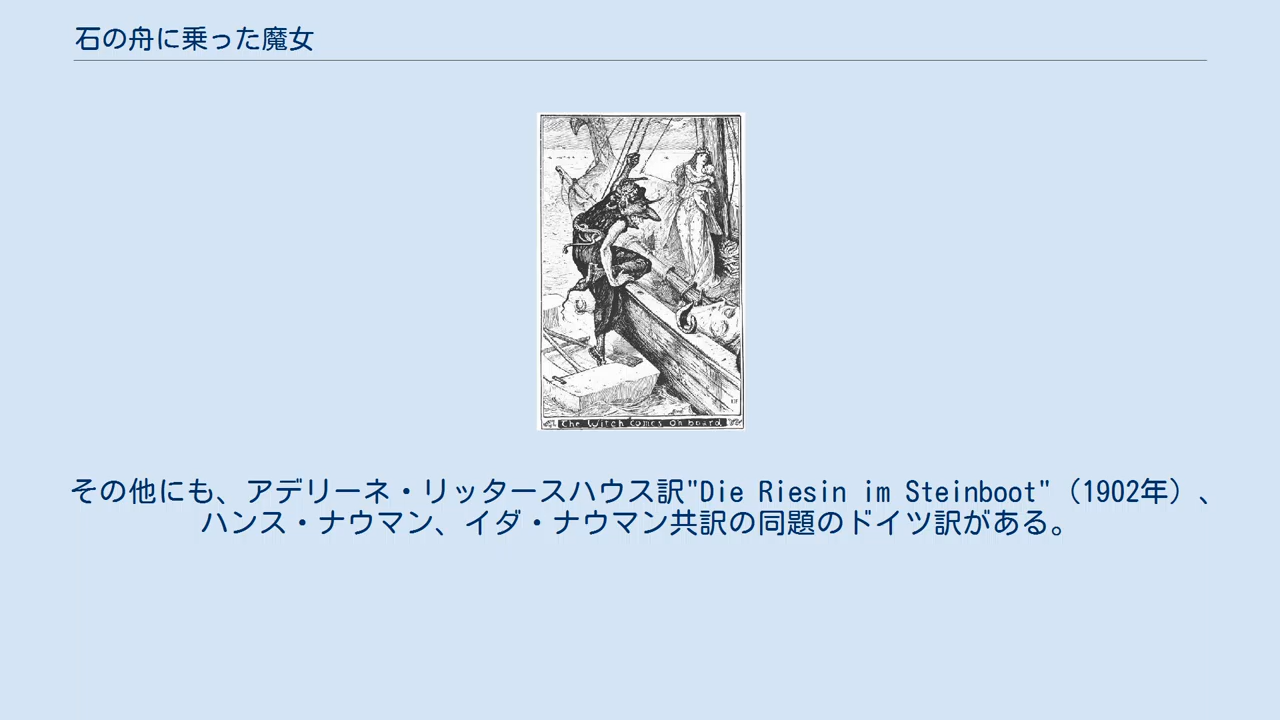 石の舟に乗った魔女
The Witch comes on board
その他にも、アデリーネ・リッタースハウス訳"Die Riesin im Steinboot"（1902年）、
ハンス・ナウマン、イダ・ナウマン共訳の同題のドイツ訳がある。